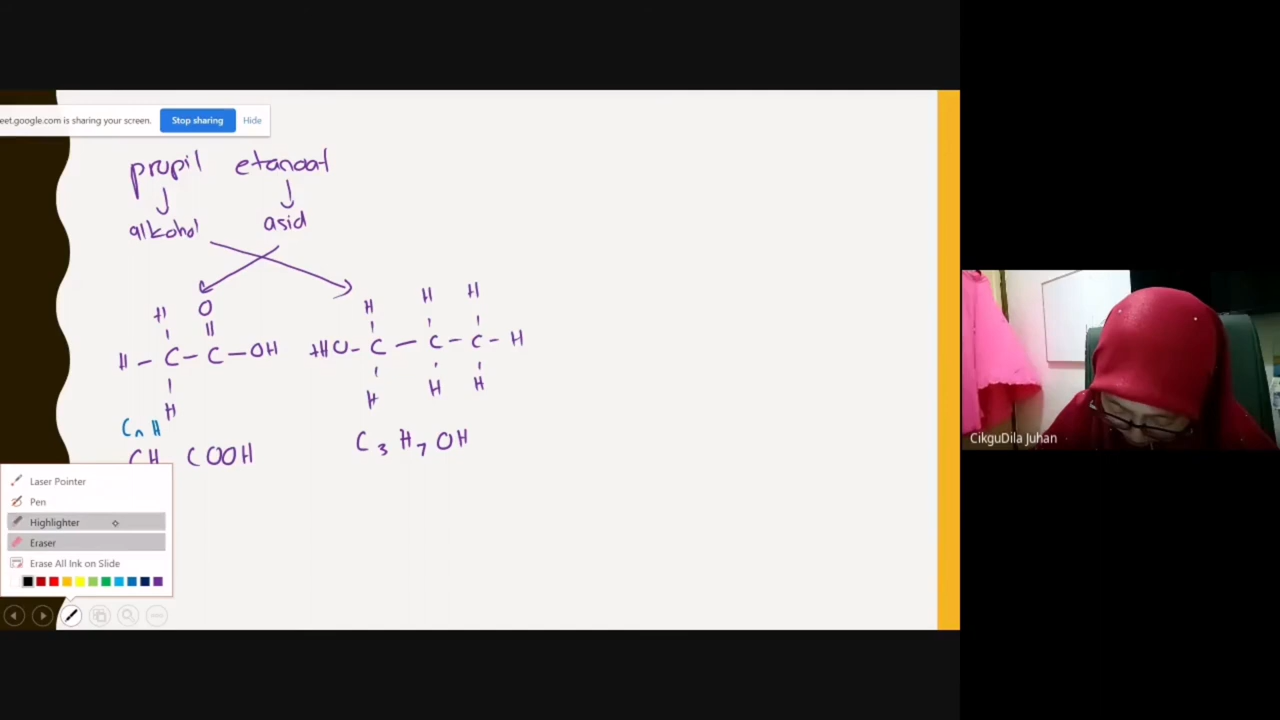 eet.google.com is sharing your screen. Stop sharing Hide
propil etanoat
↓ ↓
alkohol asid
H O H H H
H - C - C - OH HO - C - C - C - H
H H H H
CnH
CH COOH C3H7OH
Laser Pointer
Pen
Highlighter
Eraser
Erase All Ink on Slide
CikguDila Juhan